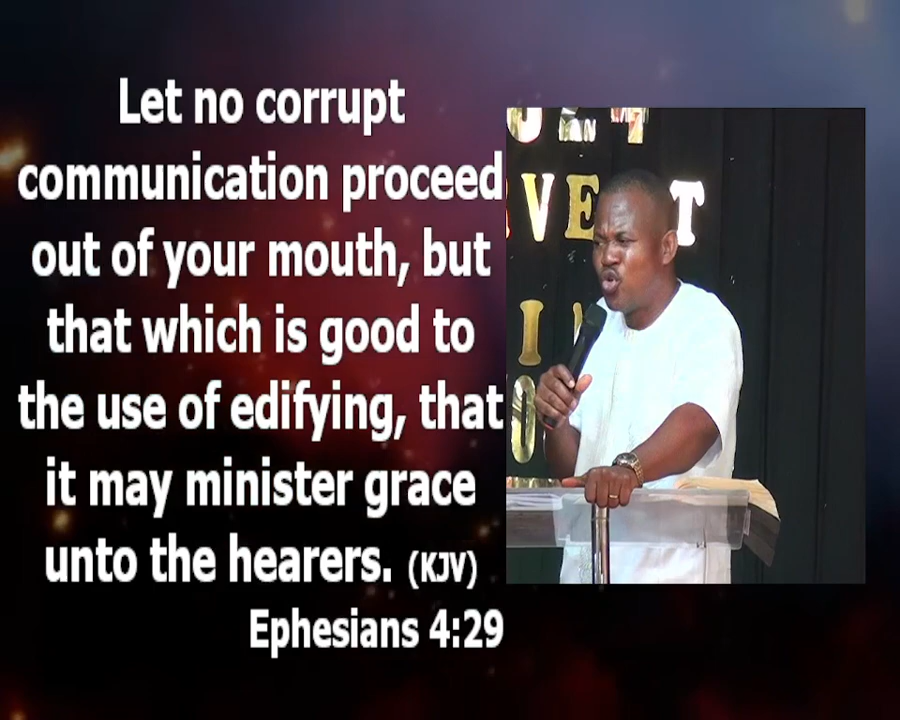 Let no corrupt
communication proceed
out of your mouth, but
that which is good to
the use of edifying, that
it may minister grace
unto the hearers. (KJV)
Ephesians 4:29